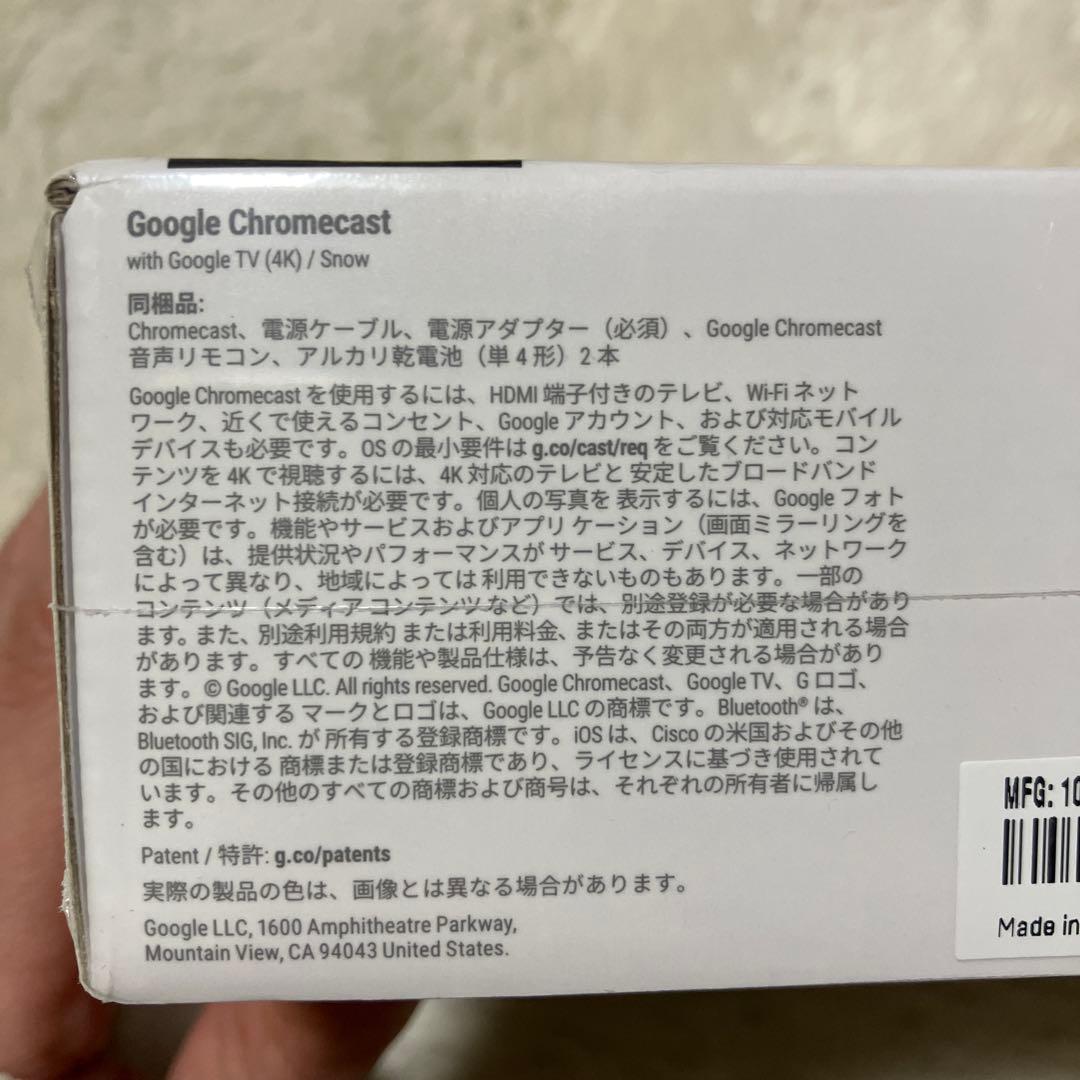 Google Chromecast
with Google TV (4K) / Snow
同梱品:
Chromecast、電源ケーブル、電源アダプター（必須）、Google Chromecast
音声リモコン、アルカリ乾電池（単4形）2本
Google Chromecast を使用するには、HDMI 端子付きのテレビ、Wi-Fi ネット
ワーク、近くで使えるコンセント、Google アカウント、および対応モバイル
デバイスも必要です。OS の最小要件は g.co/cast/req をご覧ください。コン
テンツを 4K で視聴するには、4K 対応のテレビと 安定したブロードバンド
インターネット接続が必要です。個人の写真を 表示するには、Google フォト
が必要です。機能やサービスおよびアプリ ケーション（画面ミラーリングを
含む）は、提供状況やパフォーマンスが サービス、デバイス、ネットワーク
によって異なり、地域によっては 利用できないものもあります。一部の
コンテンツ（メディア コンテンツ など）では、別途登録が必要な場合があり
ます。また、別途利用規約 または利用料金、またはその両方が適用される場合
があります。すべての 機能や製品仕様は、予告なく変更される場合があり
ます。© Google LLC. All rights reserved. Google Chromecast、Google TV、G ロゴ、
および関連する マークとロゴは、Google LLC の商標です。Bluetooth® は、
Bluetooth SIG, Inc. が 所有する登録商標です。iOS は、Cisco の米国およびその他
の国における 商標または登録商標であり、ライセンスに基づき使用されて
います。その他のすべての商標および商号は、それぞれの所有者に帰属し
ます。
Patent / 特許: g.co/patents
実際の製品の色は、画像とは異なる場合があります。
Google LLC, 1600 Amphitheatre Parkway,
Mountain View, CA 94043 United States.
MFG: 10
Made in